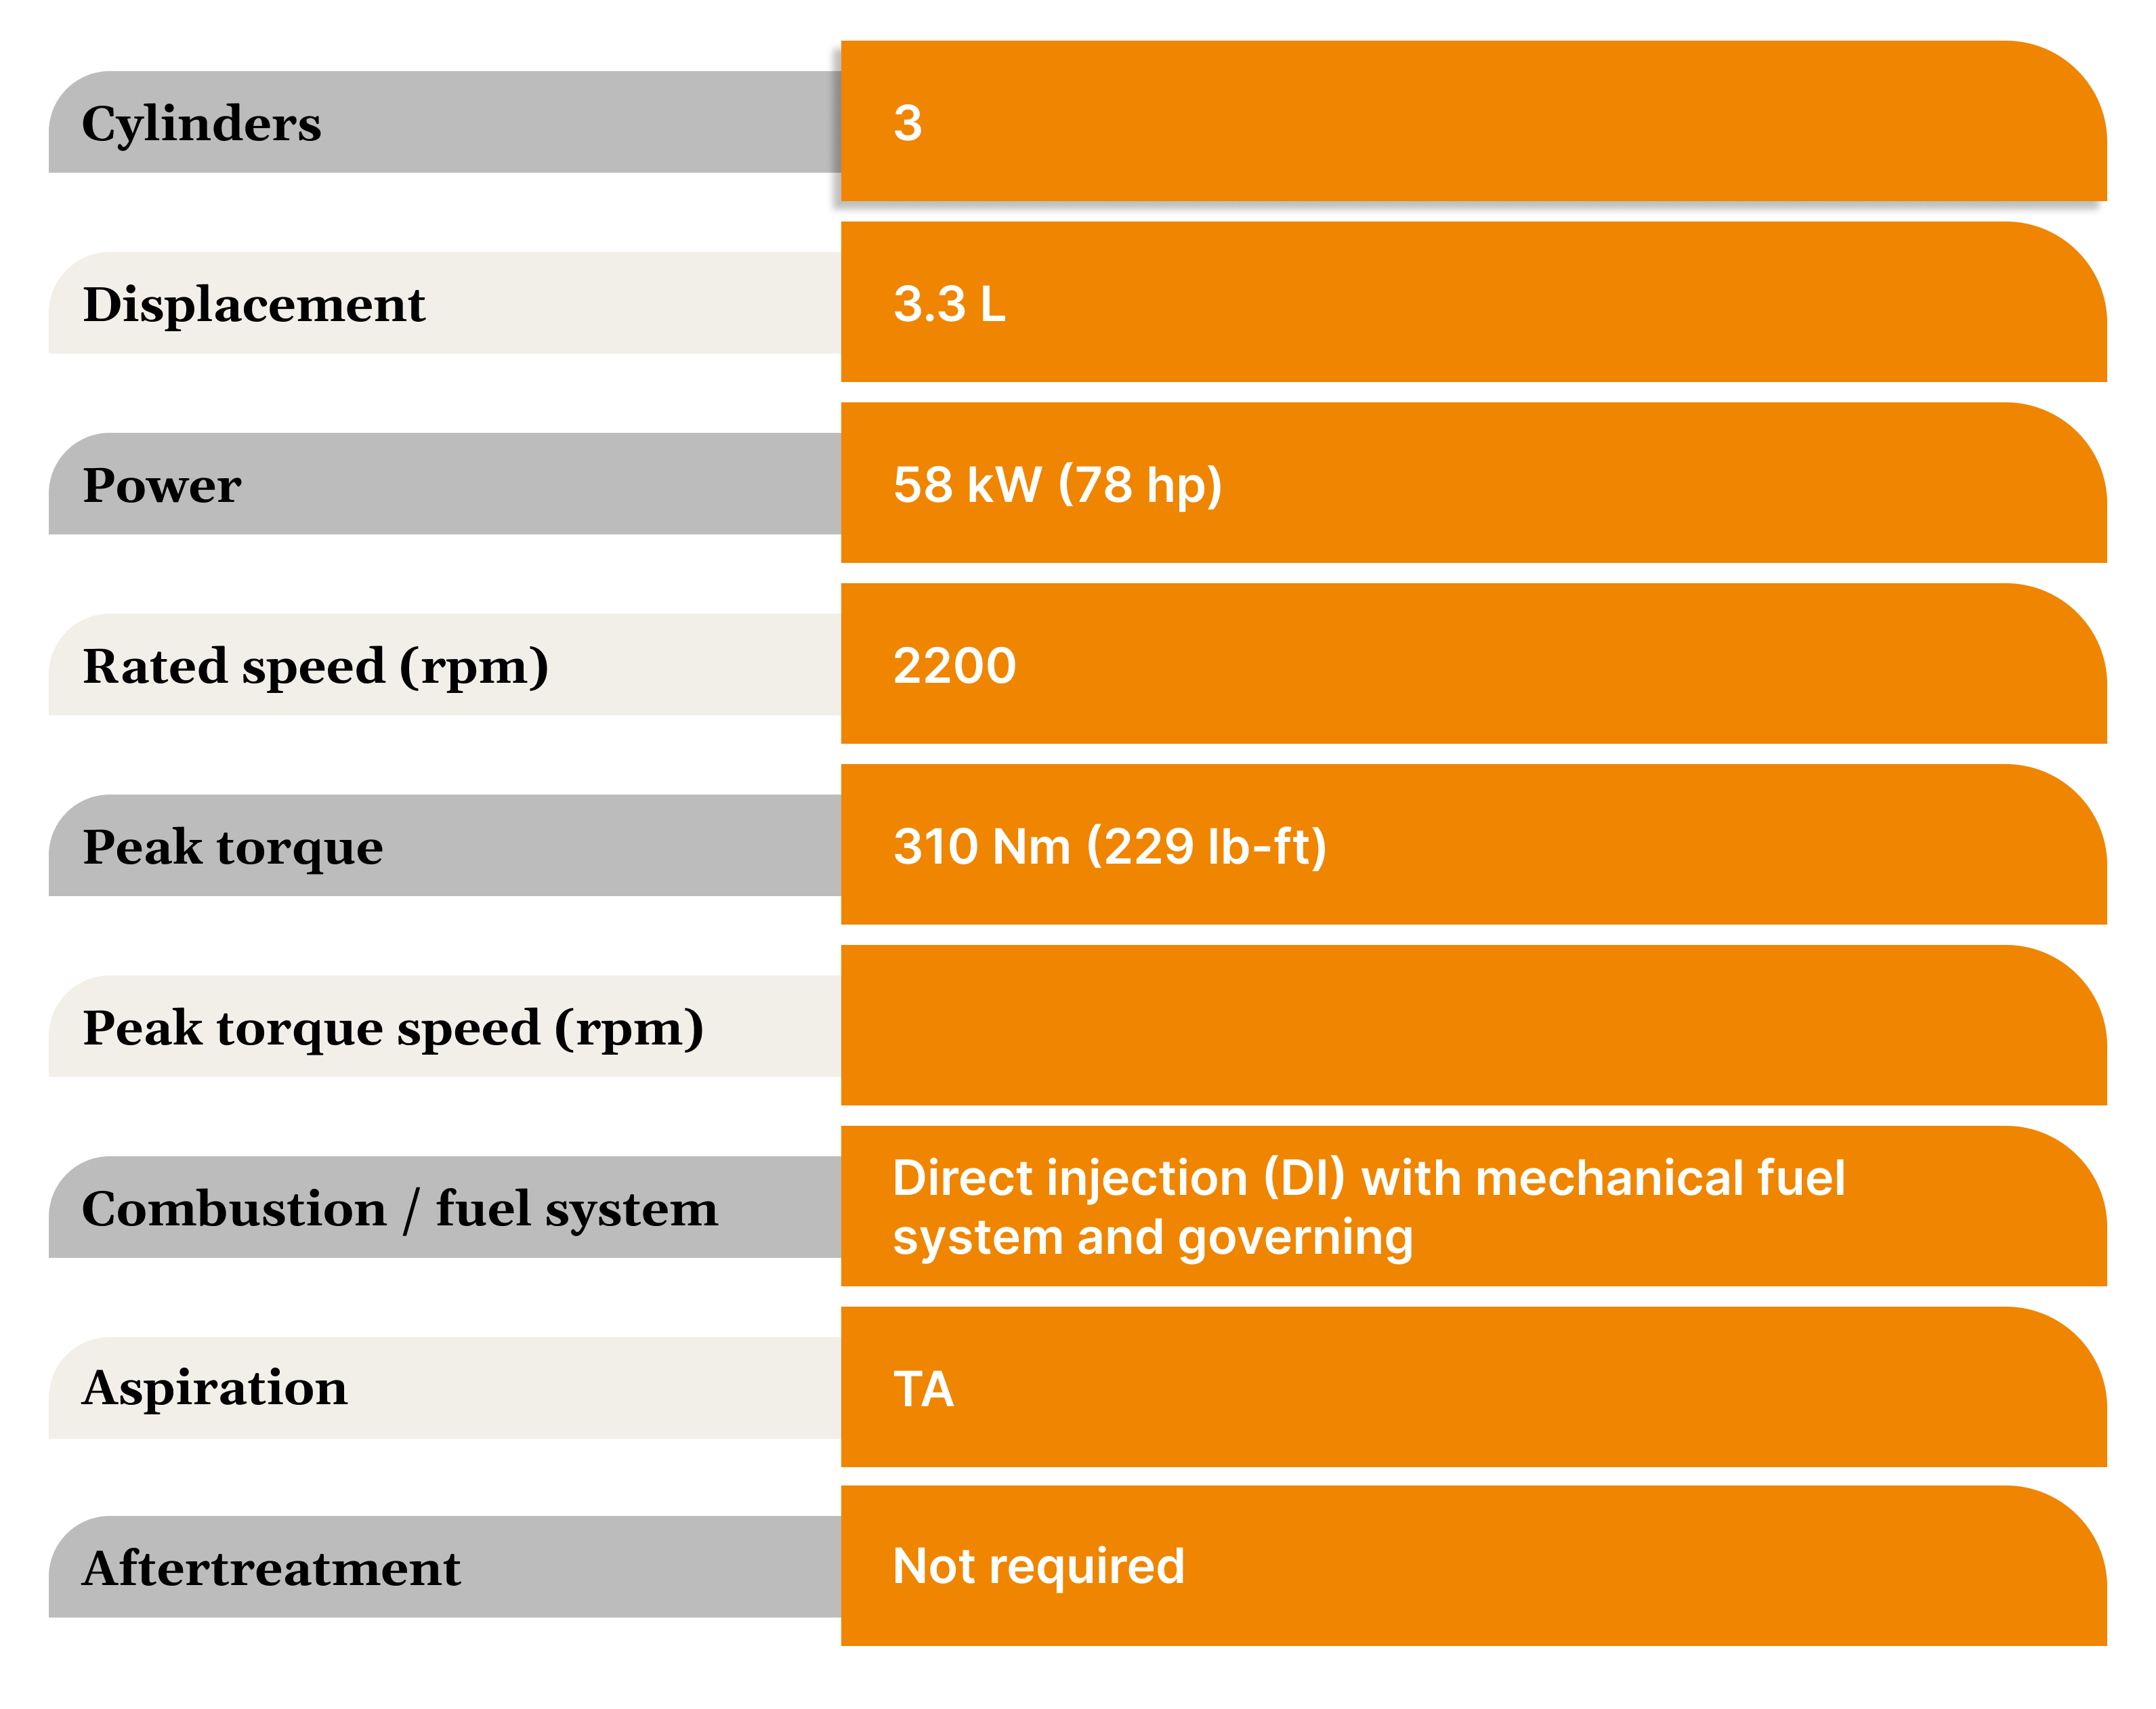 Cylinders
3
Displacement
3.3 L
Power
58 kW (78 hp)
Rated speed (rpm)
2200
Peak torque
310 Nm (229 lb-ft)
Peak torque speed (rpm)
Combustion / fuel system
Direct injection (DI) with mechanical fuel
system and governing
Aspiration
TA
Aftertreatment
Not required